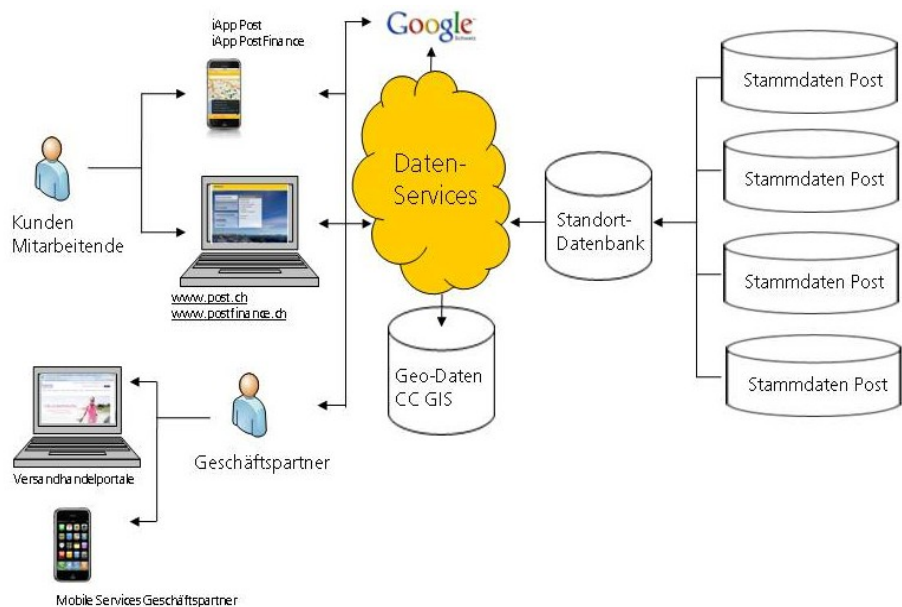 iApp Post
iApp PostFinance
Google
Schweiz
Stammdaten Post
Stammdaten Post
Stammdaten Post
Stammdaten Post
Daten-
Services
Standort-
Datenbank
Kunden
Mitarbeitende
www.post.ch
www.postfinance.ch
Geo-Daten
CC GIS
Geschäftspartner
Versandhandelportale
Mobile Services Geschäftspartner